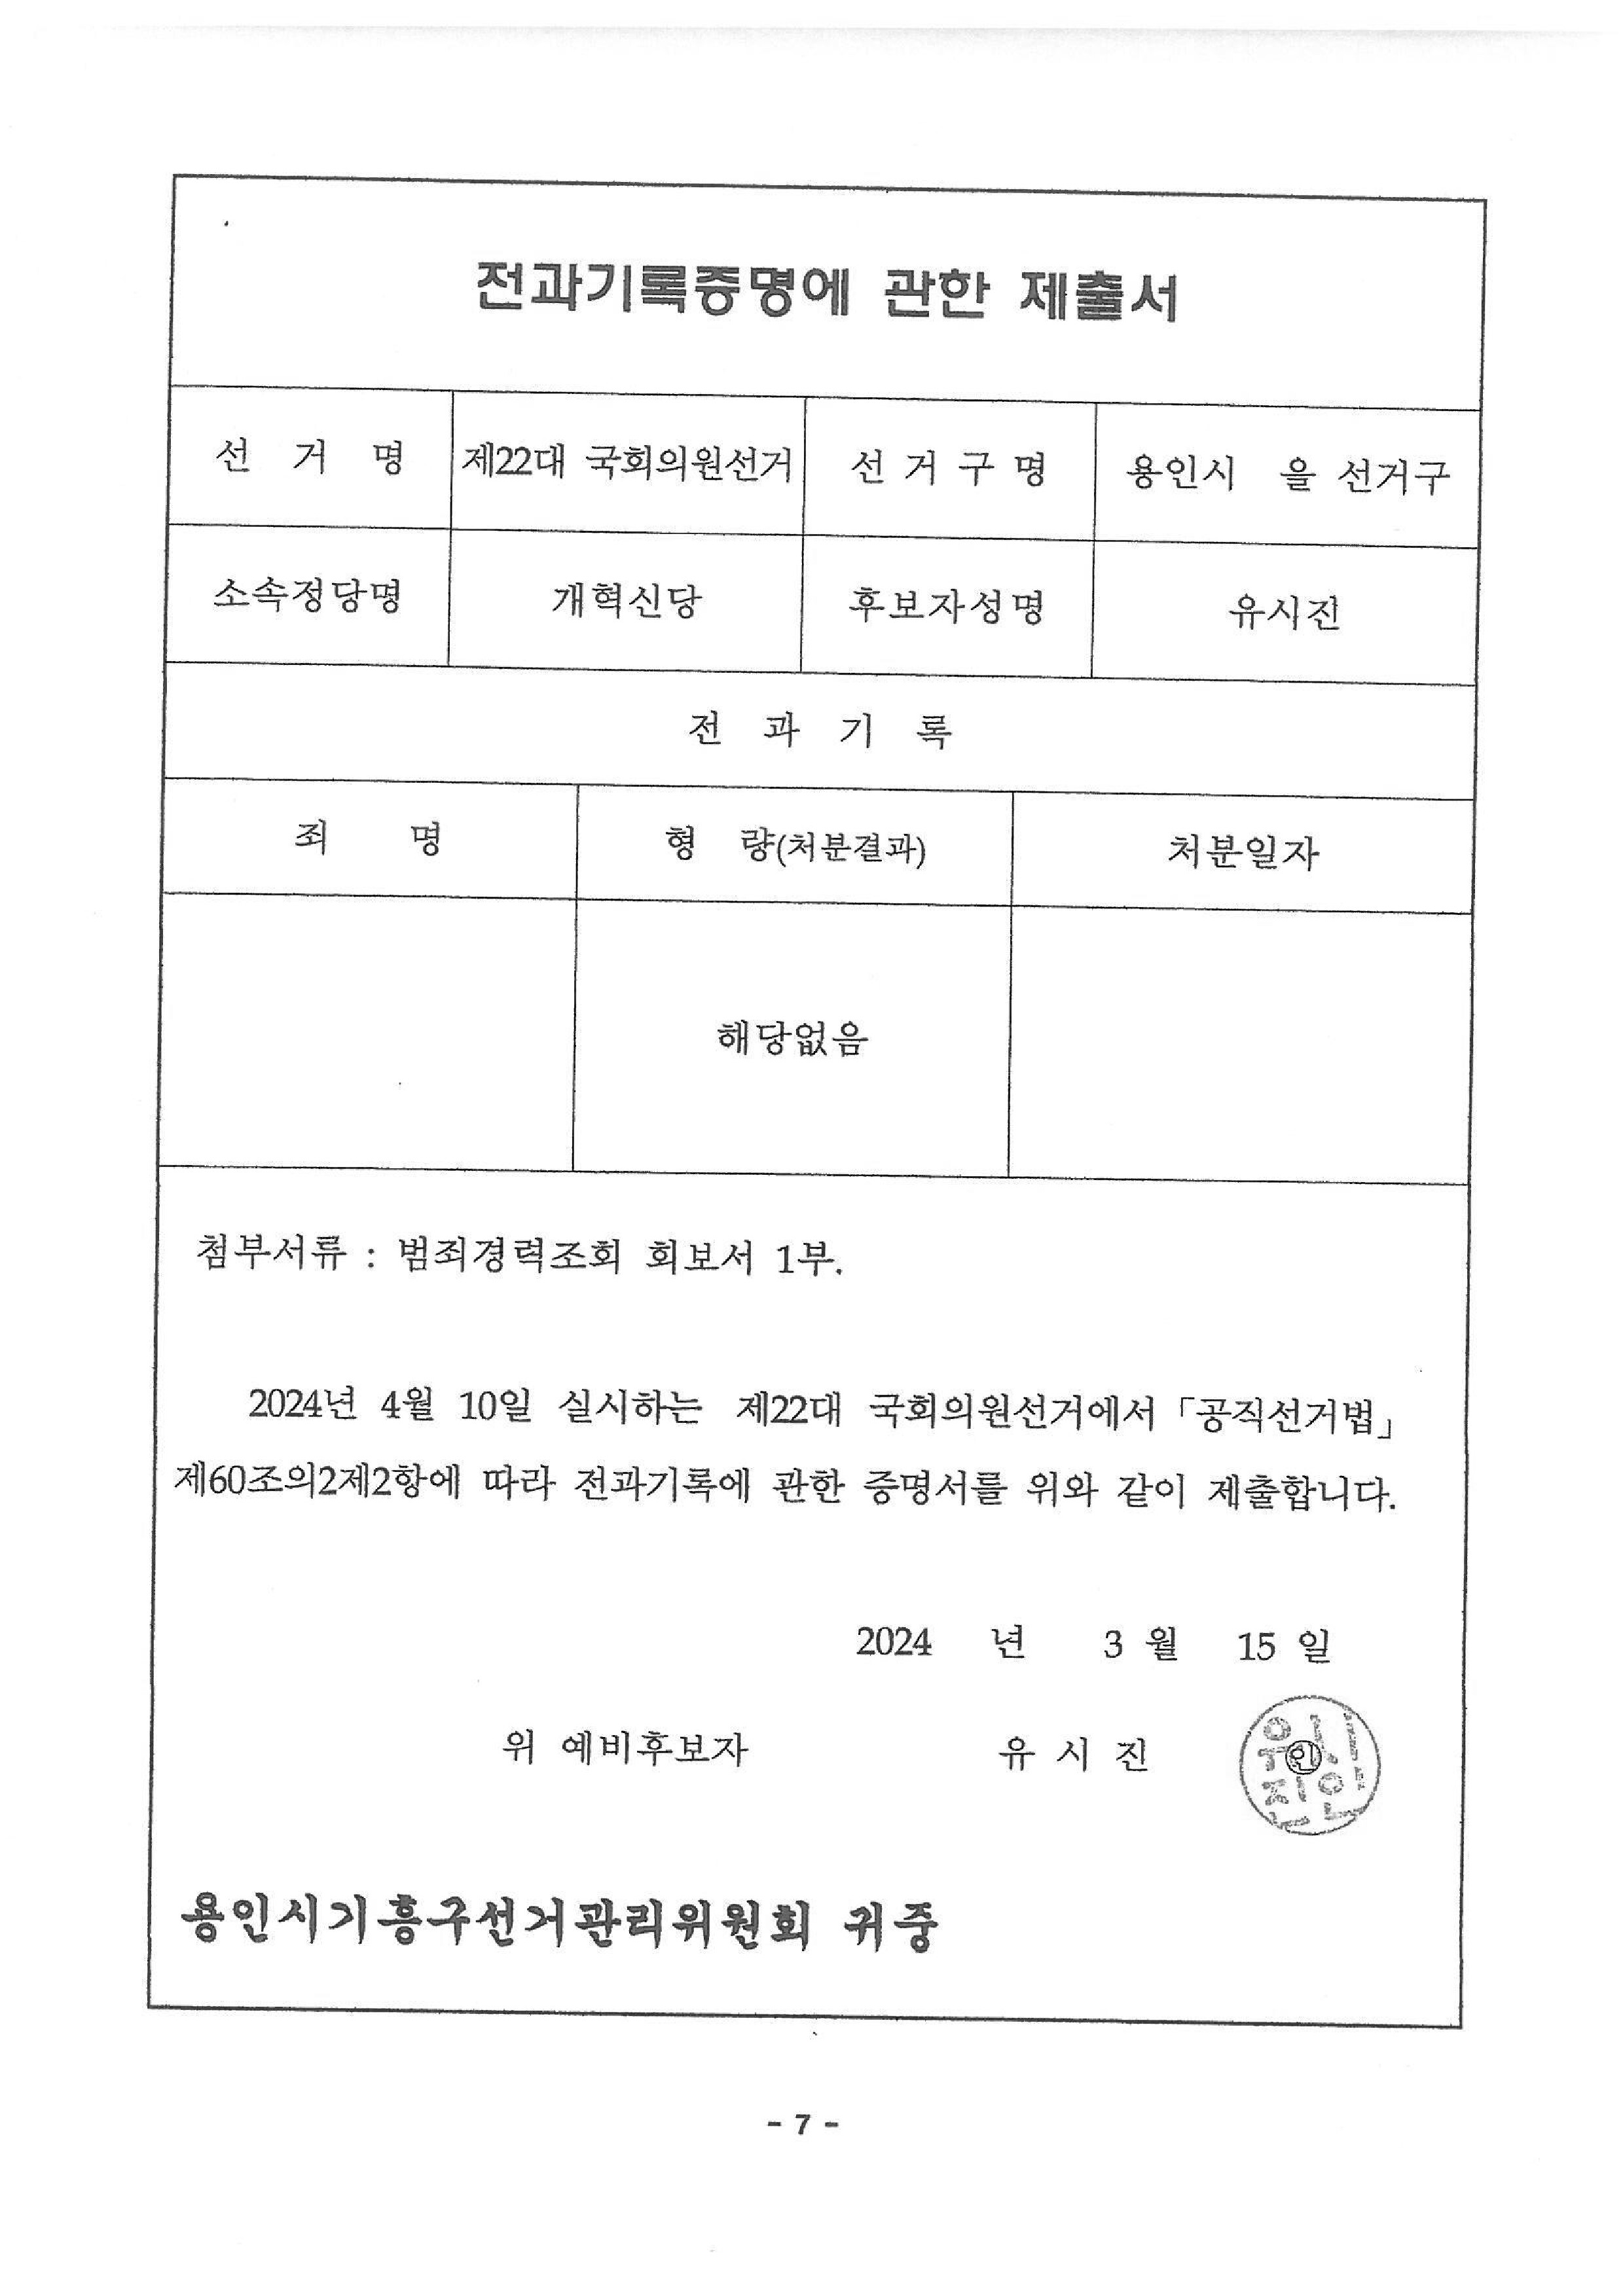 전과기록증명에 관한 제출서
선 거 명 제22대 국회의원선거 선 거 구 명 용인시 을 선거구
소속정당명 개혁신당 후보자성명 유시진
전 과 기 록
죄 명 형 량(처분결과) 처분일자
해당없음
첨부서류 : 범죄경력조회 회보서 1부.
2024년 4월 10일 실시하는 제22대 국회의원선거에서 「공직선거법」
제60조의2제2항에 따라 전과기록에 관한 증명서를 위와 같이 제출합니다.
2024 년 3 월 15 일
위 예비후보자 유 시 진 ㊞
유시
진인
용인시기흥구선거관리위원회 귀중
- 7 -